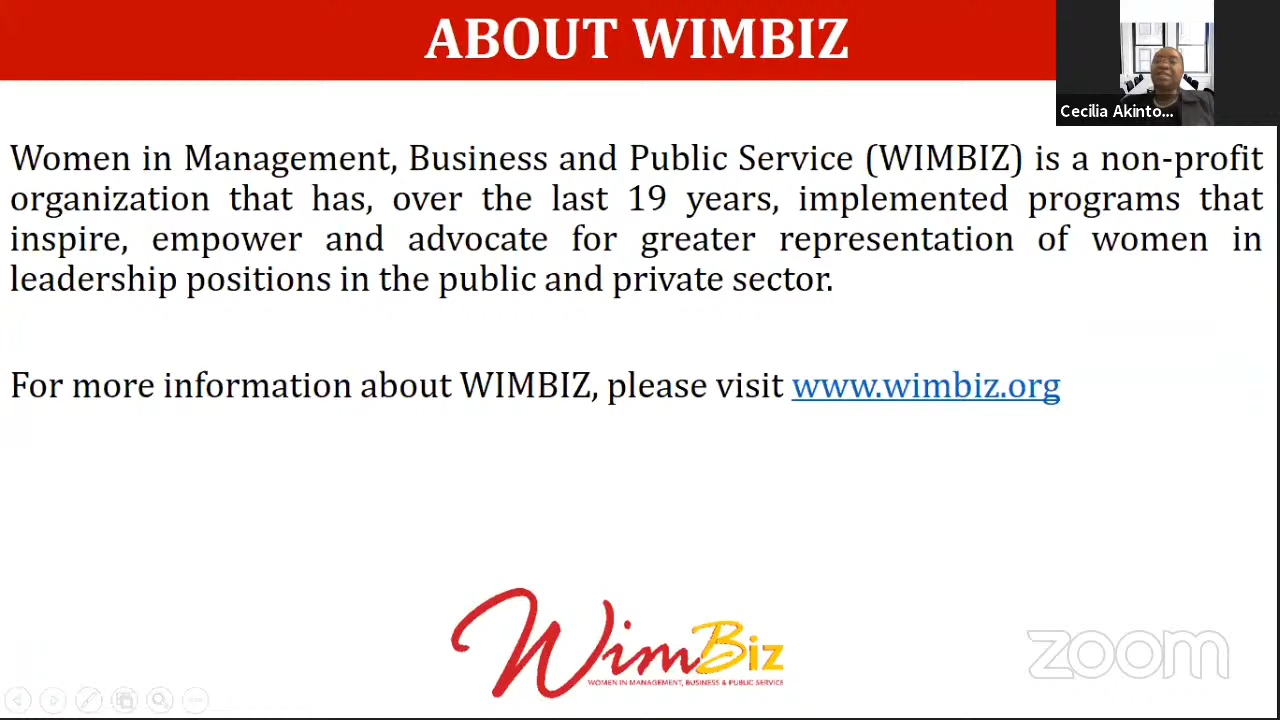 ABOUT WIMBIZ
Cecilia Akinto...
Women in Management, Business and Public Service (WIMBIZ) is a non-profit
organization that has, over the last 19 years, implemented programs that
inspire, empower and advocate for greater representation of women in
leadership positions in the public and private sector.
For more information about WIMBIZ, please visit www.wimbiz.org
WimBiz
WOMEN IN MANAGEMENT, BUSINESS & PUBLIC SERVICE
zoom